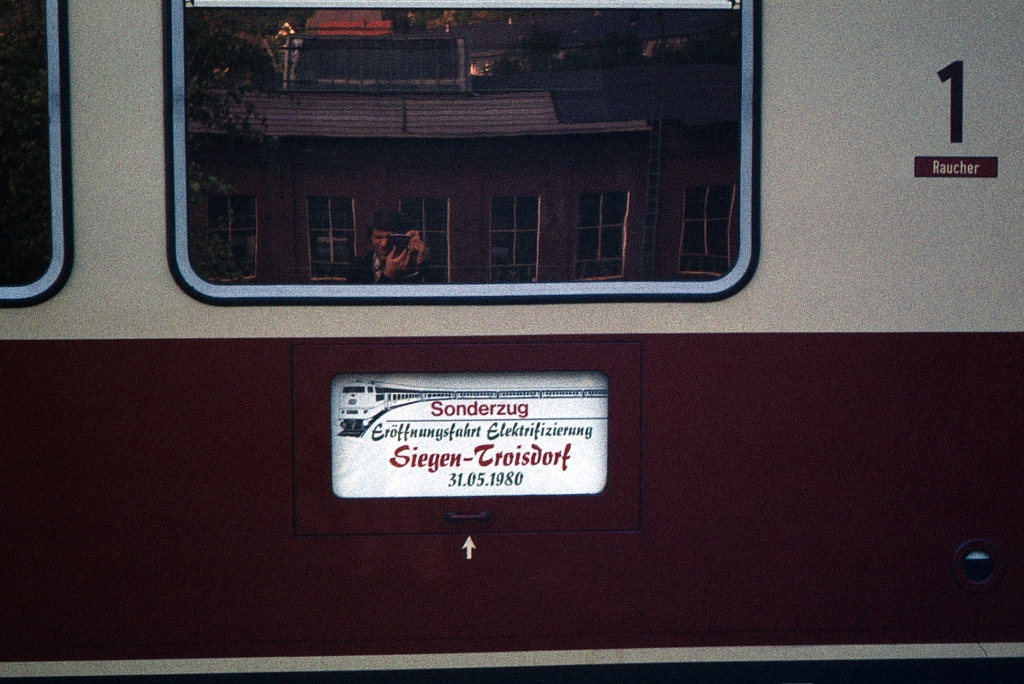 1
Raucher
Sonderzug
Eröffnungsfahrt Elektrifizierung
Siegen-Troisdorf
31.05.1980